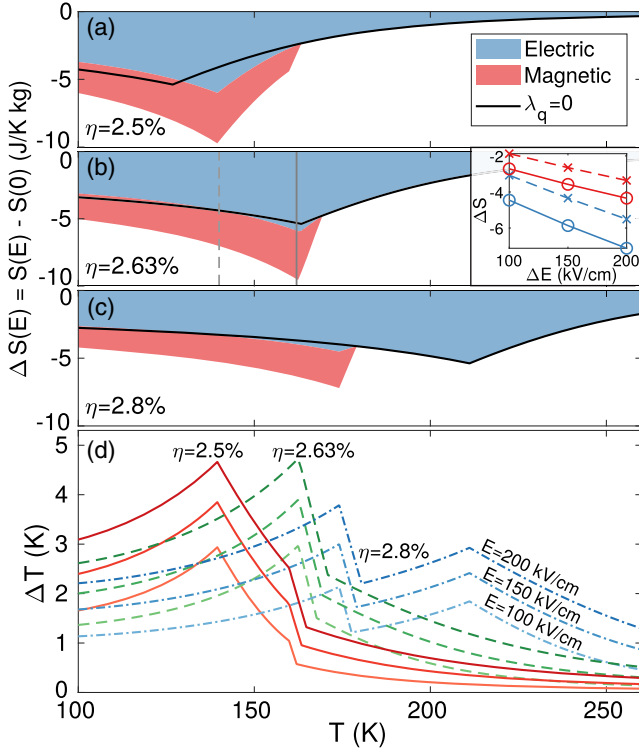 ΔS(E) = S(E) - S(0) (J/K kg)
0
(a)
-5
-10
η=2.5%
Electric
Magnetic
λq=0
0
(b)
-5
-10
η=2.63%
-2
-4
-6
ΔS
100 150 200
ΔE (kV/cm)
0
(c)
-5
-10
η=2.8%
5
(d)
η=2.5%
η=2.63%
4
3
2
1
0
ΔT (K)
η=2.8%
E=200 kV/cm
E=150 kV/cm
E=100 kV/cm
100 150 200 250
T (K)